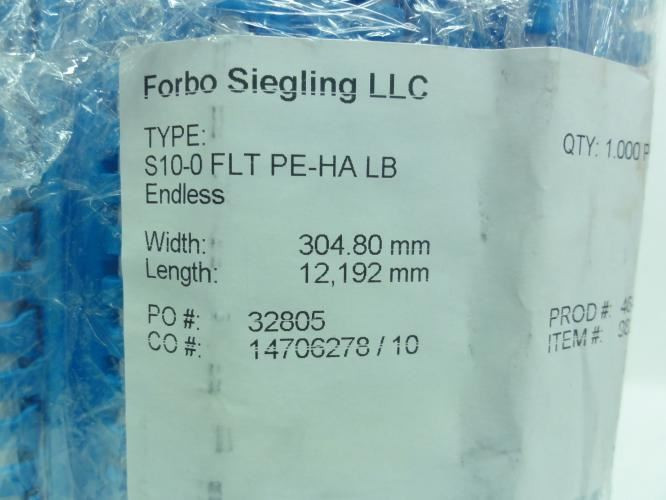 Forbo Siegling LLC
TYPE:
S10-0 FLT PE-HA LB
Endless
QTY: 1.000
Width: 304.80 mm
Length: 12,192 mm
PO #: 32805
CO #: 14706278 / 10
PROD #:
ITEM #: